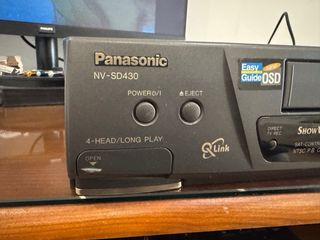 PHILIPS
Panasonic
NV-SD430
POWER ⏻/I
⏏EJECT
Easy
Guide
OSD
4-HEAD/LONG PLAY
OPEN
Q Link
DIRECT
TV REC
SHOW
SAT-CONTR
NTSC P.B.